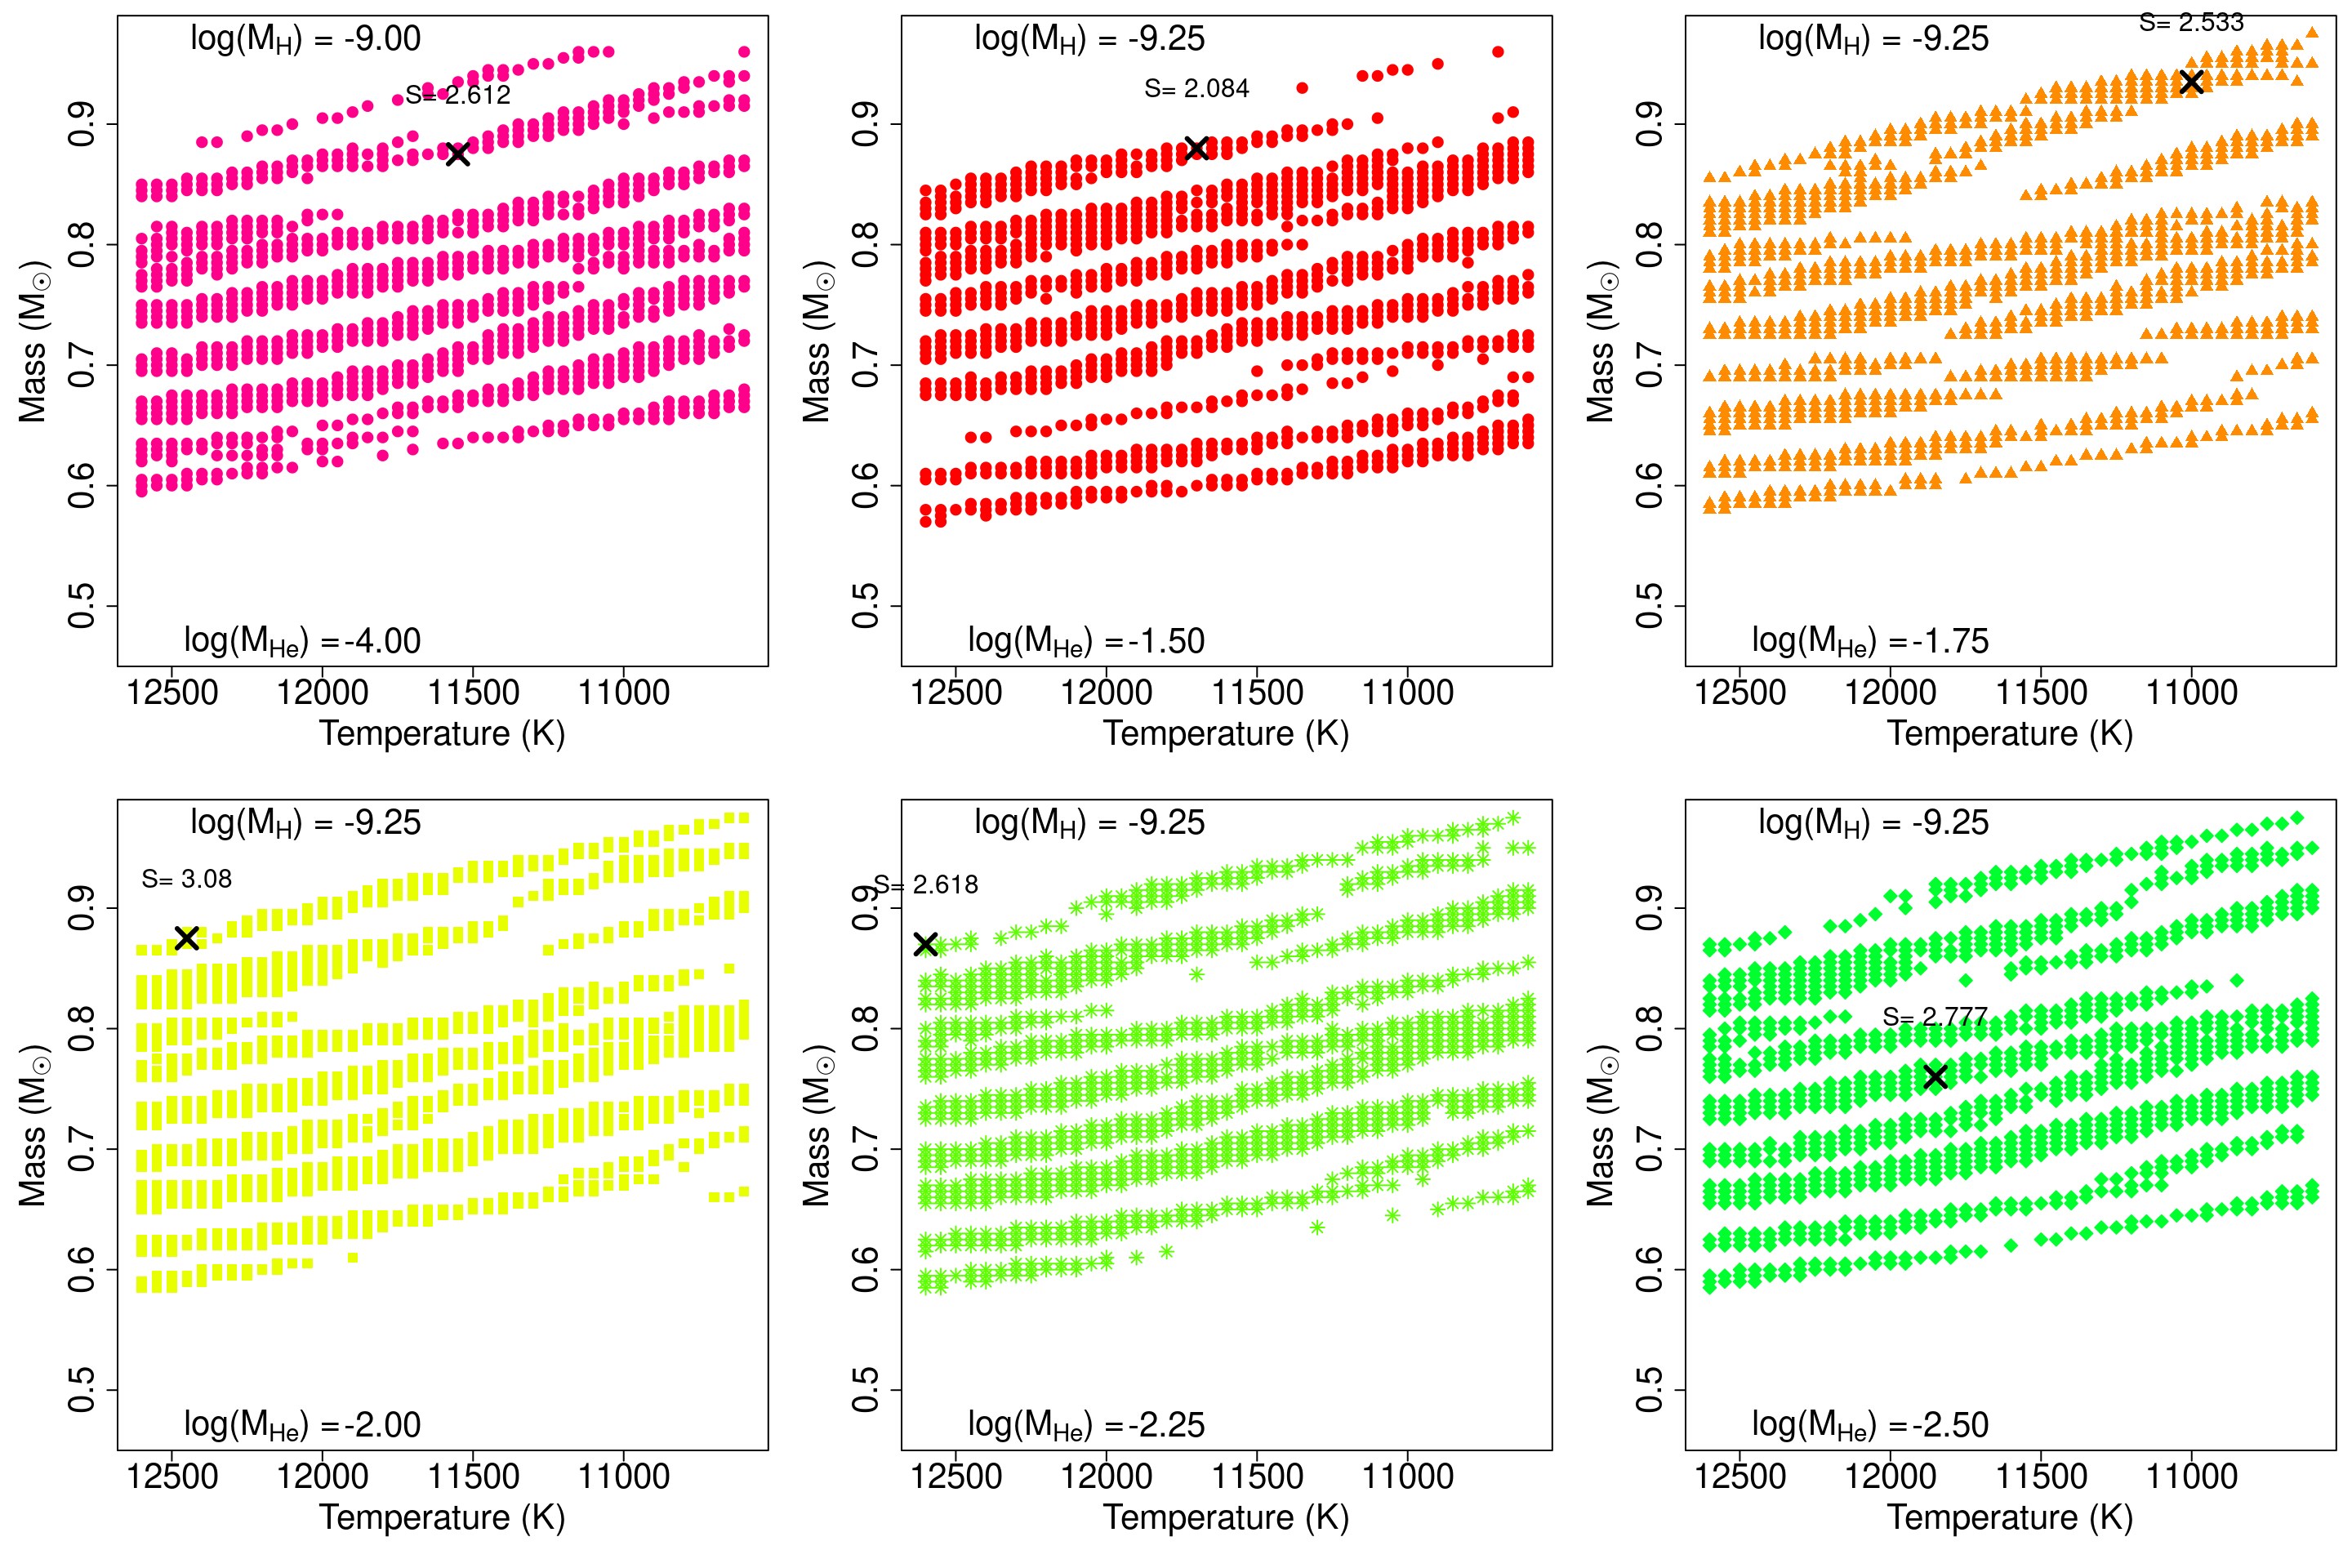 log(M_H) = -9.00
S= 2.612
Mass (M☉)
0.9
0.8
0.7
0.6
0.5
log(M_He) =-4.00
12500 12000 11500 11000
Temperature (K)
log(M_H) = -9.25
S= 2.084
Mass (M☉)
0.9
0.8
0.7
0.6
0.5
log(M_He) =-1.50
12500 12000 11500 11000
Temperature (K)
S= 2.533
log(M_H) = -9.25
Mass (M☉)
0.9
0.8
0.7
0.6
0.5
log(M_He) =-1.75
12500 12000 11500 11000
Temperature (K)
log(M_H) = -9.25
S= 3.08
Mass (M☉)
0.9
0.8
0.7
0.6
0.5
log(M_He) =-2.00
12500 12000 11500 11000
Temperature (K)
log(M_H) = -9.25
S= 2.618
Mass (M☉)
0.9
0.8
0.7
0.6
0.5
log(M_He) =-2.25
12500 12000 11500 11000
Temperature (K)
log(M_H) = -9.25
S= 2.777
Mass (M☉)
0.9
0.8
0.7
0.6
0.5
log(M_He) =-2.50
12500 12000 11500 11000
Temperature (K)